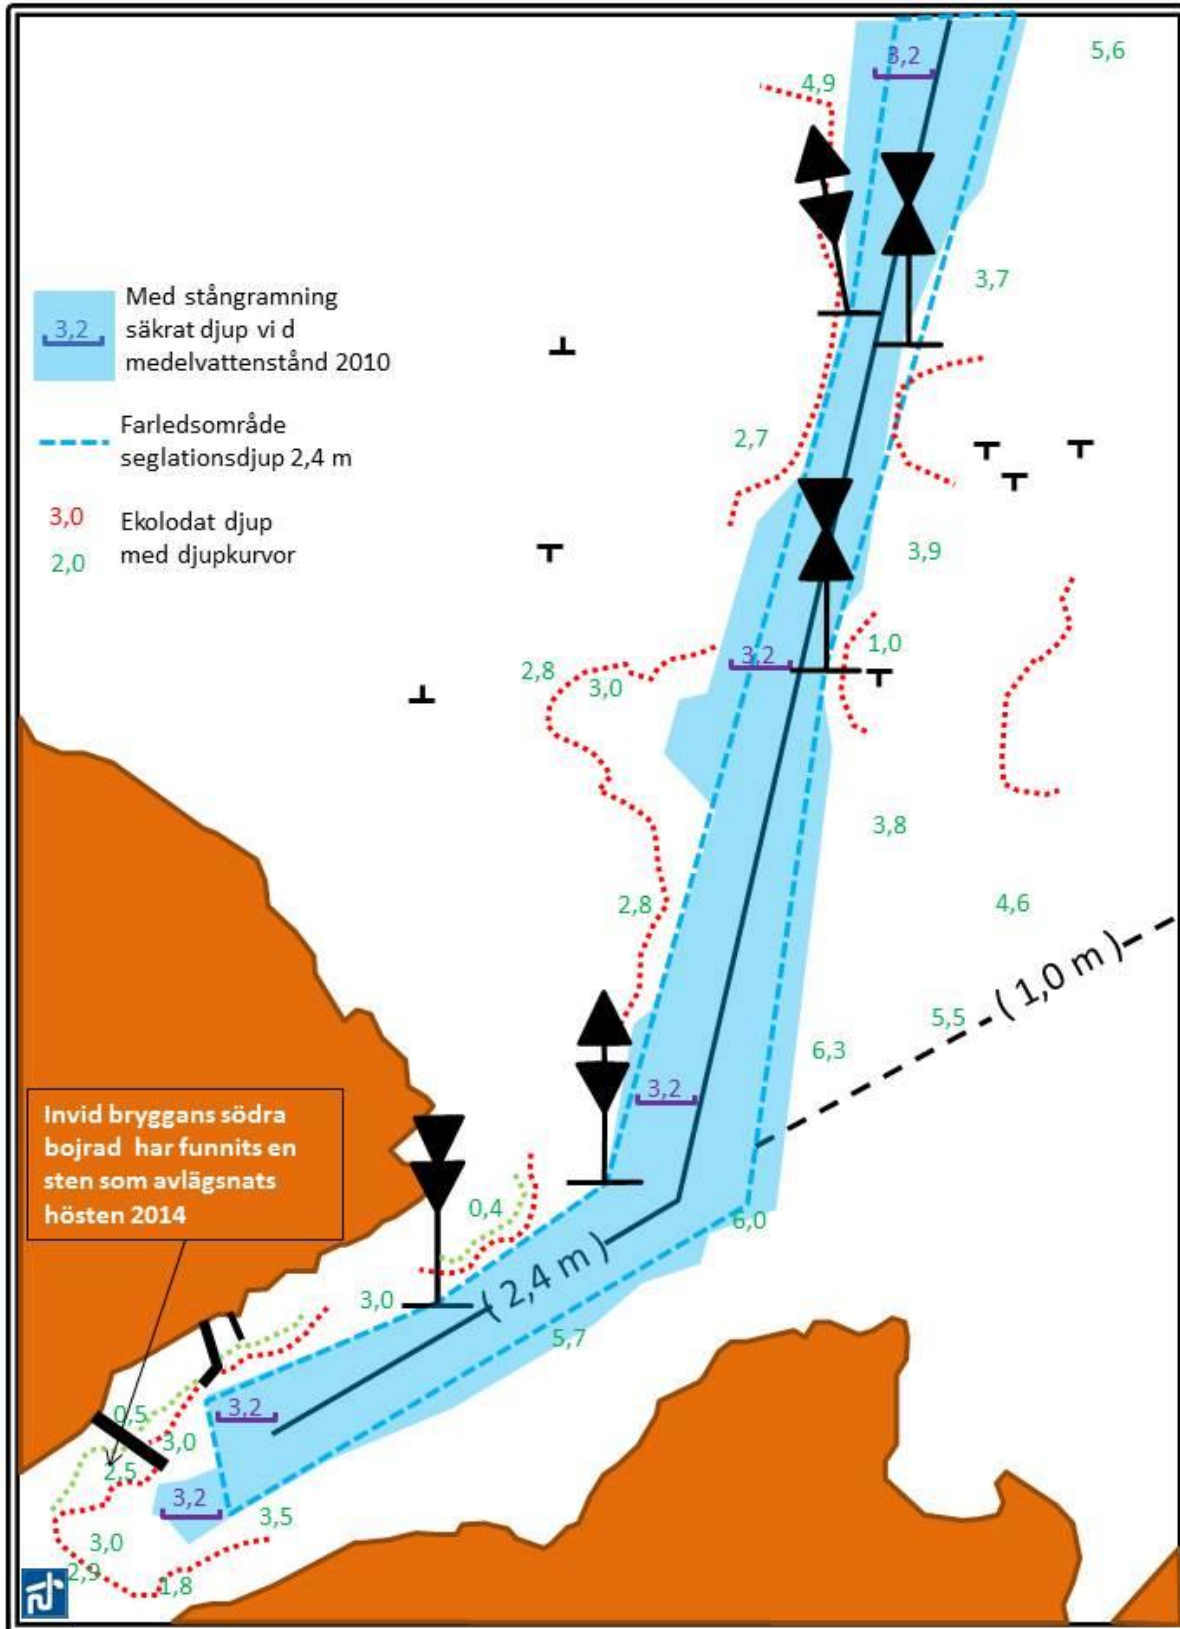 3,2
5,6
4,9
3,7
3,2
Med stångramning
säkrat djup vi d
medelvattenstånd 2010
Farledsområde
seglationsdjup 2,4 m
3,0
2,0
Ekolodat djup
med djupkurvor
2,7
3,9
1,0
3,2
2,8
3,0
3,8
2,8
4,6
( 1,0 m )
5,5
6,3
3,2
Invid bryggans södra
bojrad har funnits en
sten som avlägsnats
hösten 2014
0,4
6,0
( 2,4 m )
3,0
5,7
3,2
0,5
3,0
2,5
3,2
3,5
3,0
2,9
1,8